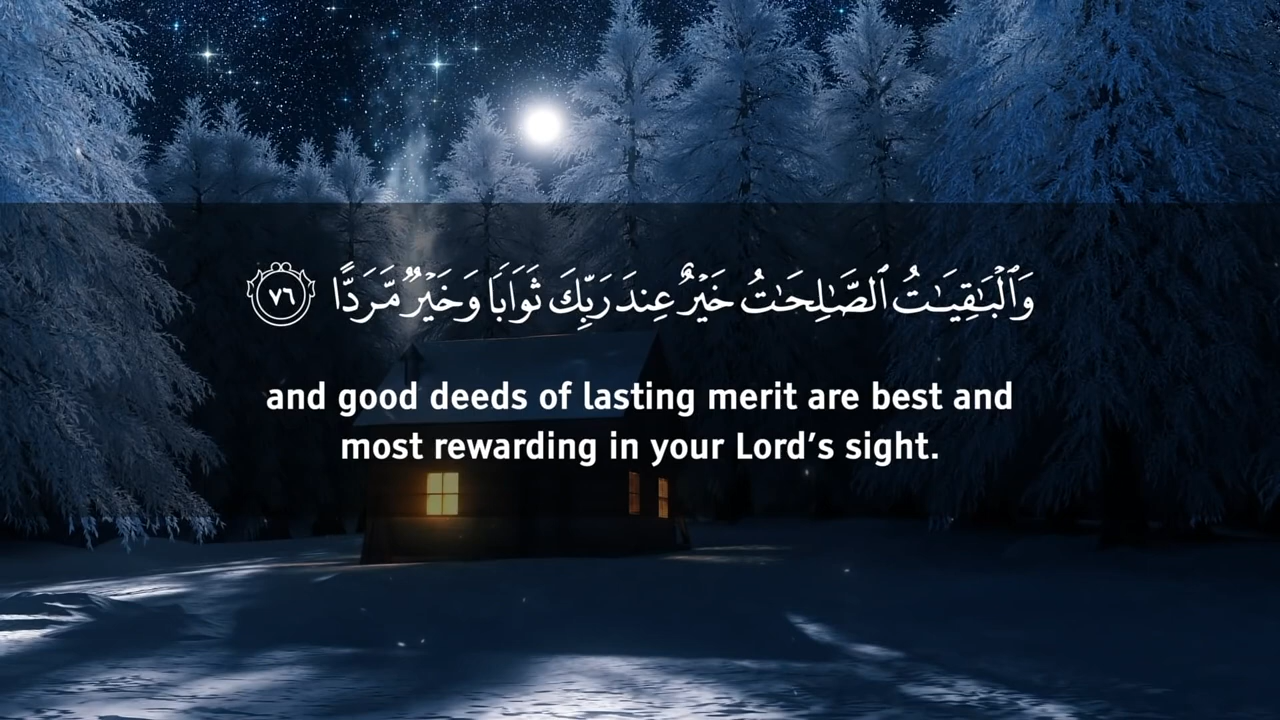 وَٱلْبَـٰقِيَـٰتُ ٱلصَّـٰلِحَـٰتُ خَيْرٌ عِندَ رَبِّكَ ثَوَابًا وَخَيْرٌ مَّرَدًّا ٧٦
and good deeds of lasting merit are best and
most rewarding in your Lord’s sight.